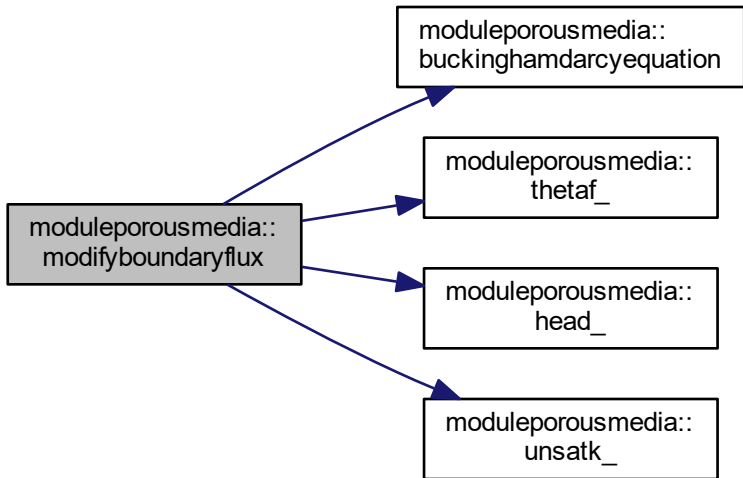 moduleporousmedia::
buckinghamdarcyequation
moduleporousmedia::
thetaf_
moduleporousmedia::
modifyboundaryflux
moduleporousmedia::
head_
moduleporousmedia::
unsatk_